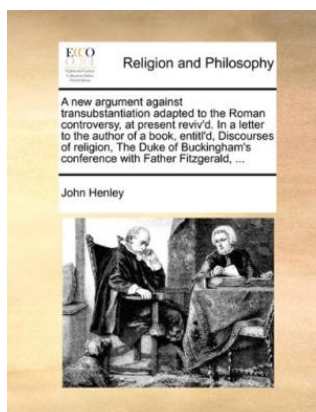 ECCO
Religion and Philosophy
A new argument against
transubstantiation adapted to the Roman
controversy, at present reviv'd. In a letter
to the author of a book, entitl'd, Discourses
of religion, The Duke of Buckingham's
conference with Father Fitzgerald, ...
John Henley